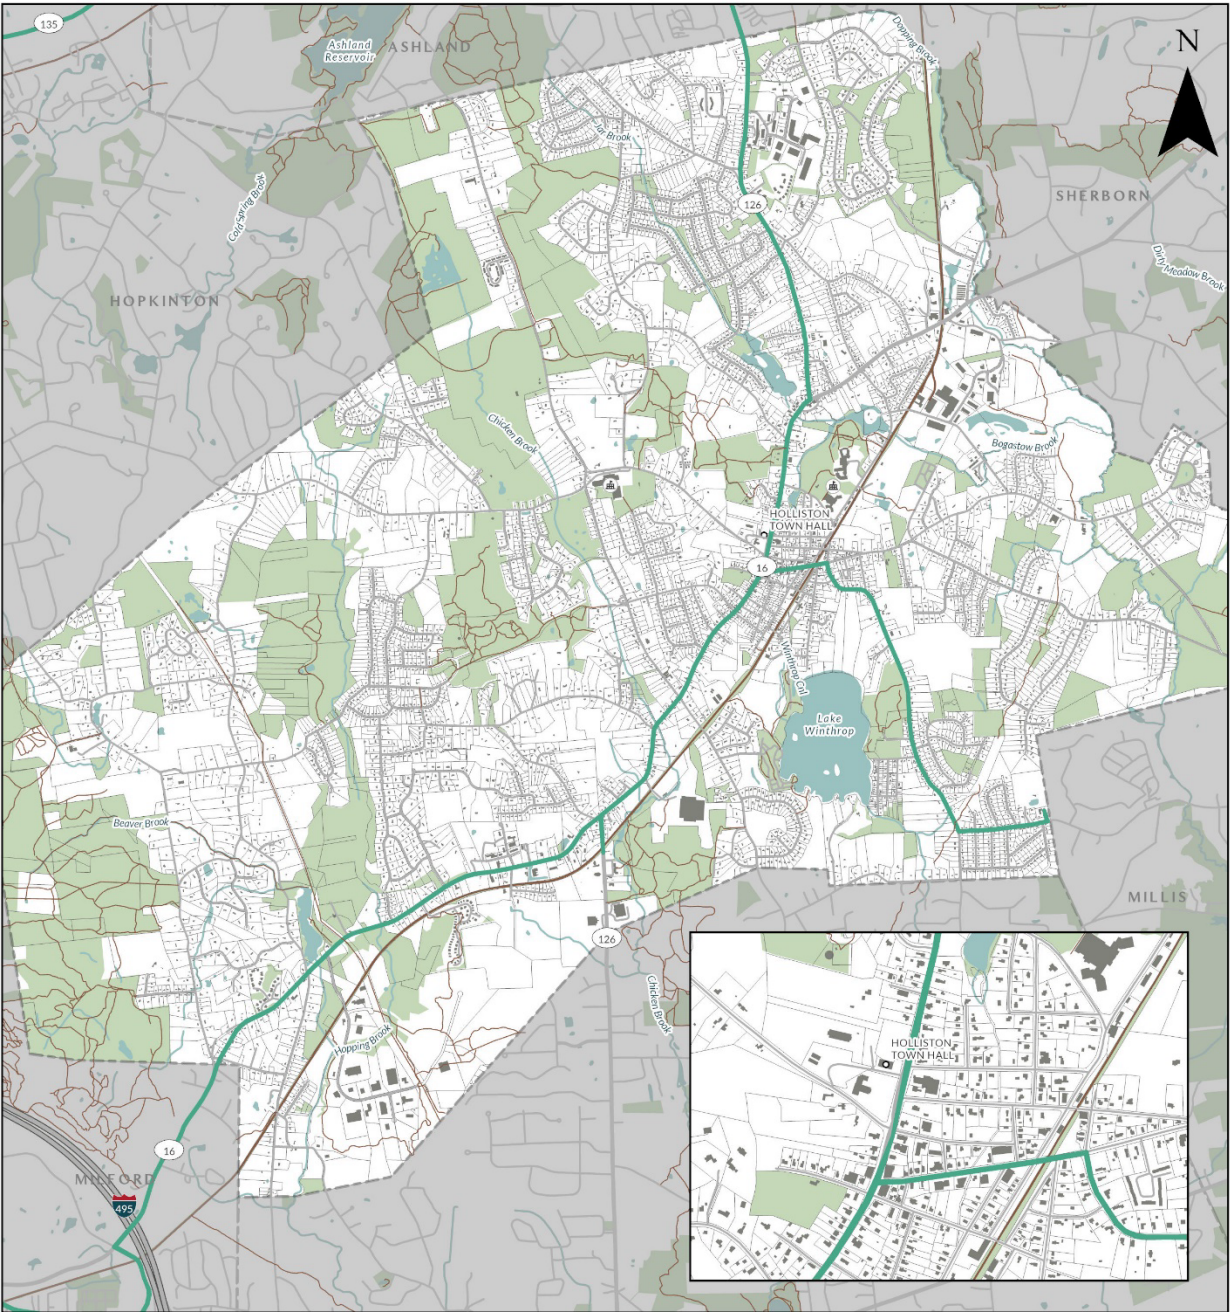 135
Ashland
Reservoir
ASHLAND
Dopping Brook
N
Jar Brook
126
SHERBORN
Cold Spring Brook
Dirty Meadow Brook
HOPKINTON
Chicken Brook
Bogastow Brook
HOLLISTON
TOWN HALL
16
Winthrop Cnl
Lake
Winthrop
Beaver Brook
MILLIS
126
Chicken Brook
Hopping Brook
HOLLISTON
TOWN HALL
16
MILFORD
495